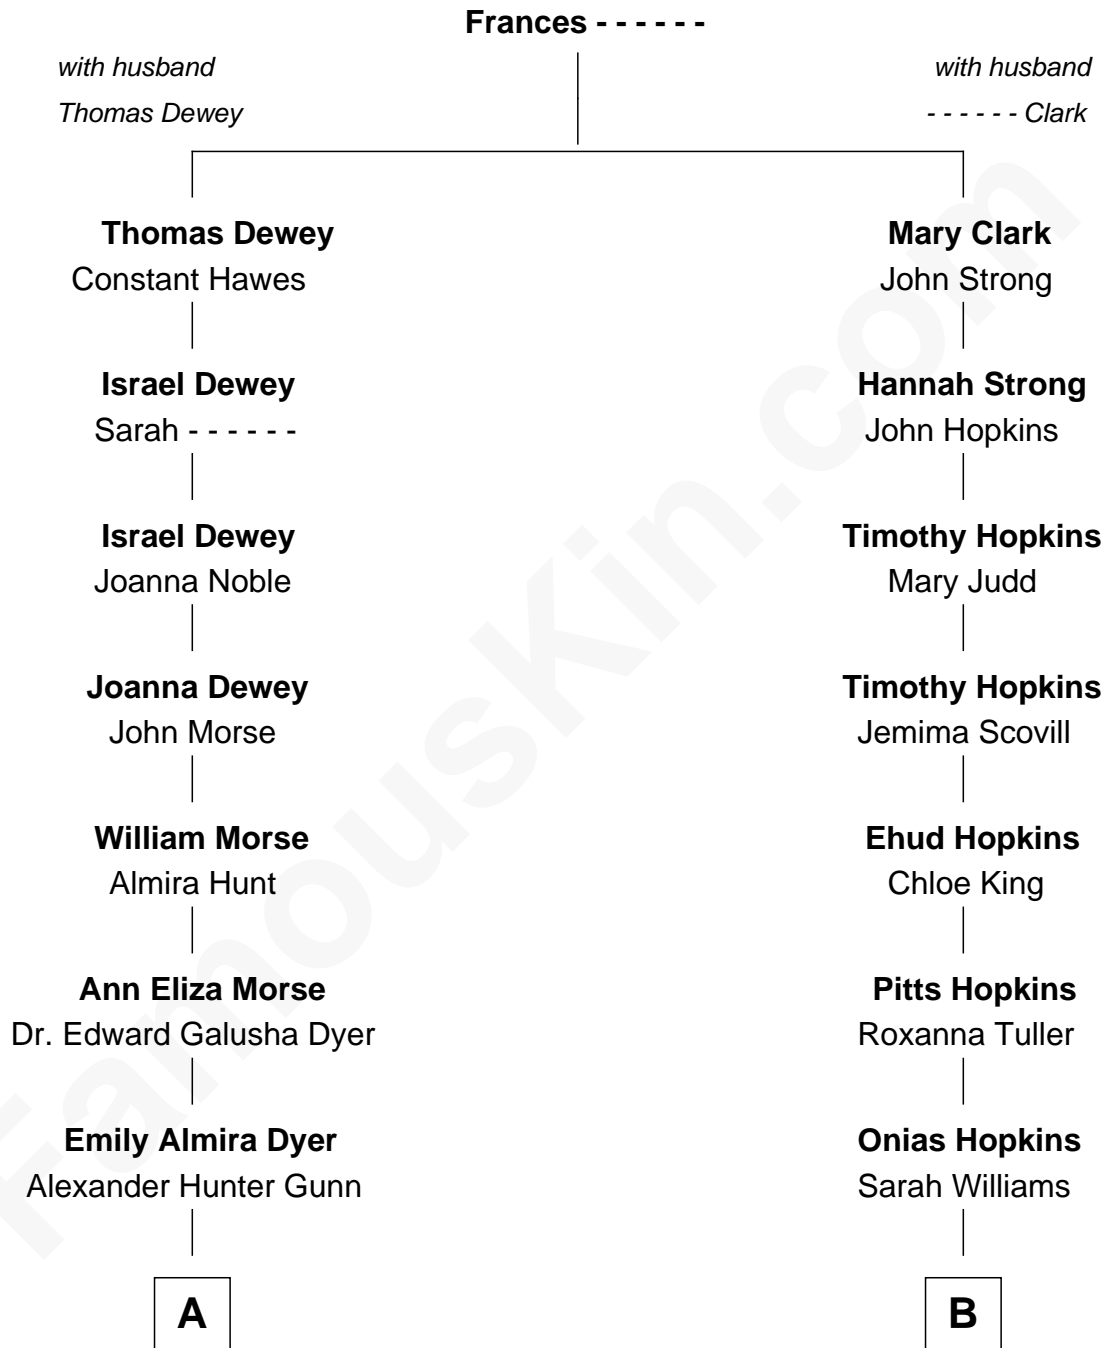 Frances - - - - - -
with husband
Thomas Dewey
with husband
- - - - - - Clark
Thomas Dewey
Constant Hawes
Mary Clark
John Strong
Israel Dewey
Sarah - - - - - -
Hannah Strong
John Hopkins
Israel Dewey
Joanna Noble
Timothy Hopkins
Mary Judd
Joanna Dewey
John Morse
Timothy Hopkins
Jemima Scovill
William Morse
Almira Hunt
Ehud Hopkins
Chloe King
Ann Eliza Morse
Dr. Edward Galusha Dyer
Pitts Hopkins
Roxanna Tuller
Emily Almira Dyer
Alexander Hunter Gunn
Onias Hopkins
Sarah Williams
A
B
FamousKin.com